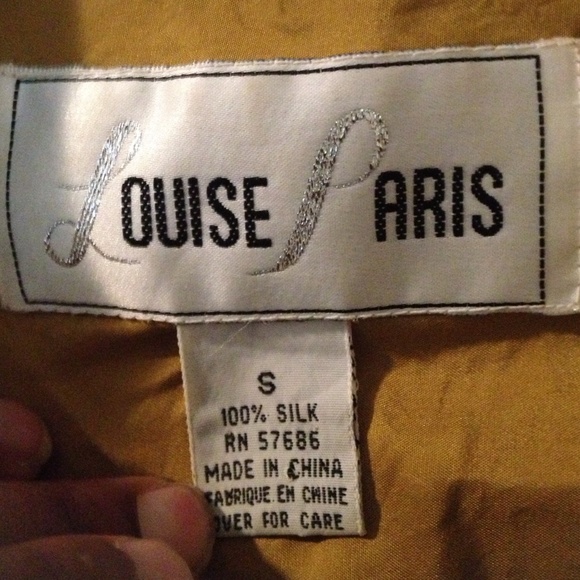 Louise Paris
S
100% SILK
RN 57686
MADE IN CHINA
FABRIQUE EN CHINE
OVER FOR CARE